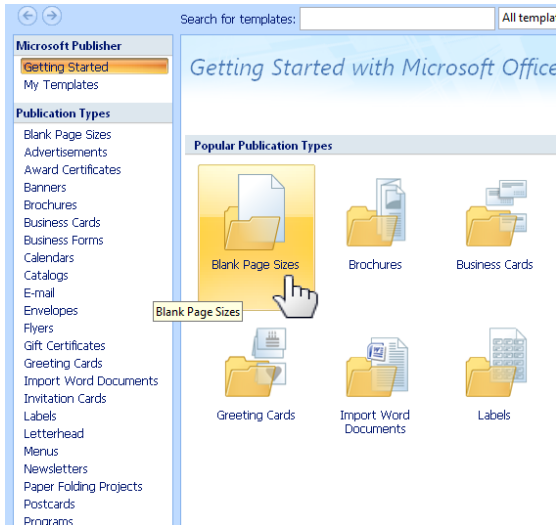 Search for templates:
All templa
Microsoft Publisher
Getting Started
My Templates
Publication Types
Blank Page Sizes
Advertisements
Award Certificates
Banners
Brochures
Business Cards
Business Forms
Calendars
Catalogs
E-mail
Envelopes
Flyers
Gift Certificates
Greeting Cards
Import Word Documents
Invitation Cards
Labels
Letterhead
Menus
Newsletters
Paper Folding Projects
Postcards
Programs
Getting Started with Microsoft Office
Popular Publication Types
Blank Page Sizes
Brochures
Business Cards
Blank Page Sizes
Greeting Cards
Import Word
Documents
Labels